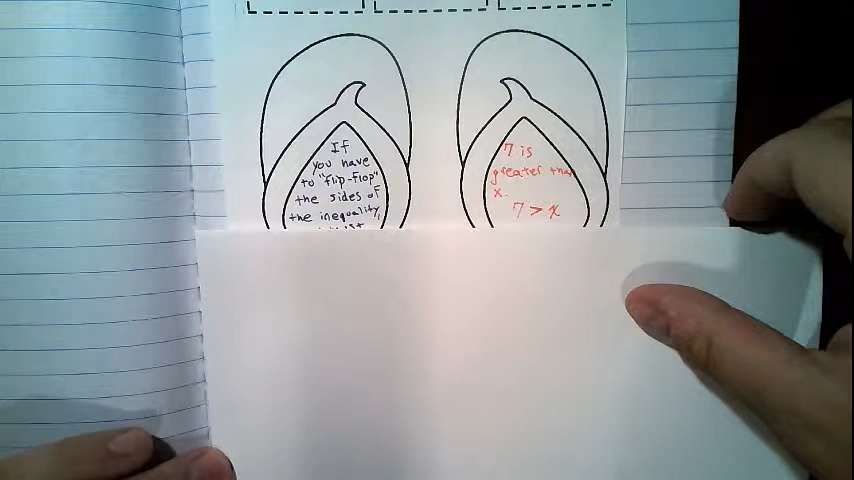 If
you have
to "flip-flop"
the sides of
the inequality,
7 is
greater than
x.
7 > x